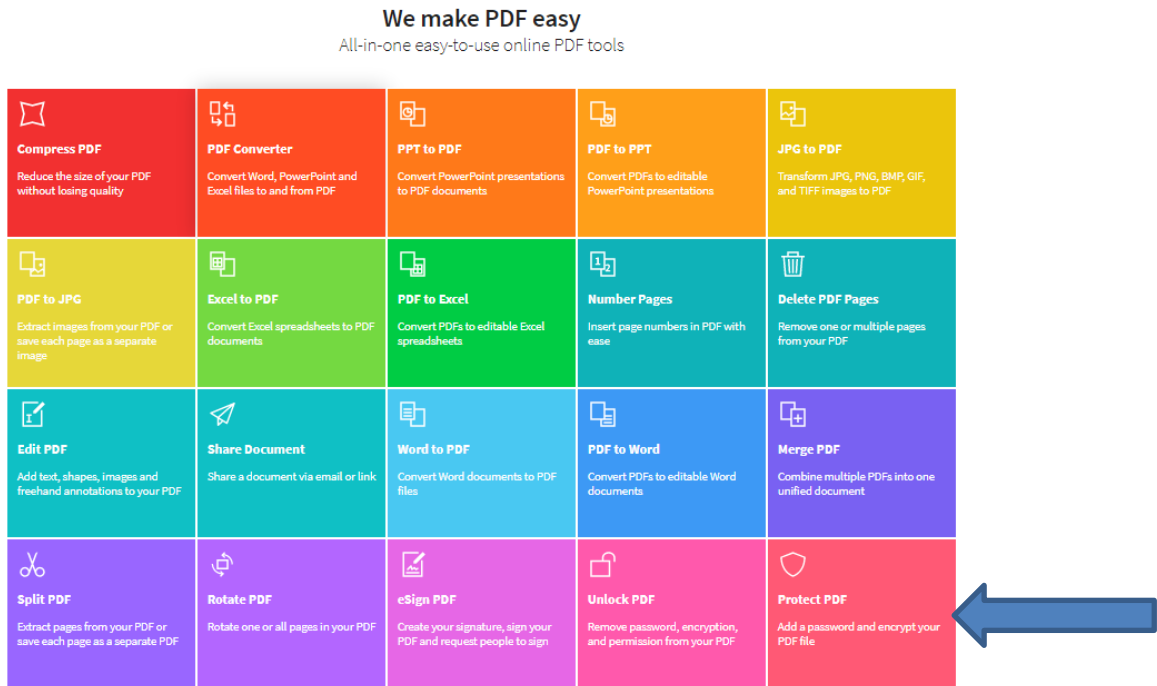 We make PDF easy
All-in-one easy-to-use online PDF tools
Compress PDF
Reduce the size of your PDF
without losing quality
PDF Converter
Convert Word, PowerPoint and
Excel files to and from PDF
PPT to PDF
Convert PowerPoint presentations
to PDF documents
PDF to PPT
Convert PDFs to editable
PowerPoint presentations
JPG to PDF
Transform JPG, PNG, BMP, GIF,
and TIFF images to PDF
PDF to JPG
Extract images from your PDF or
save each page as a separate
image
Excel to PDF
Convert Excel spreadsheets to PDF
documents
PDF to Excel
Convert PDFs to editable Excel
spreadsheets
1
2
Number Pages
Insert page numbers in PDF with
ease
Delete PDF Pages
Remove one or multiple pages
from your PDF
Edit PDF
Add text, shapes, images and
freehand annotations to your PDF
Share Document
Share a document via email or link
Word to PDF
Convert Word documents to PDF
files
PDF to Word
Convert PDFs to editable Word
documents
Merge PDF
Combine multiple PDFs into one
unified document
Split PDF
Extract pages from your PDF or
save each page as a separate PDF
Rotate PDF
Rotate one or all pages in your PDF
eSign PDF
Create your signature, sign your
PDF and request people to sign
Unlock PDF
Remove password, encryption,
and permission from your PDF
Protect PDF
Add a password and encrypt your
PDF file